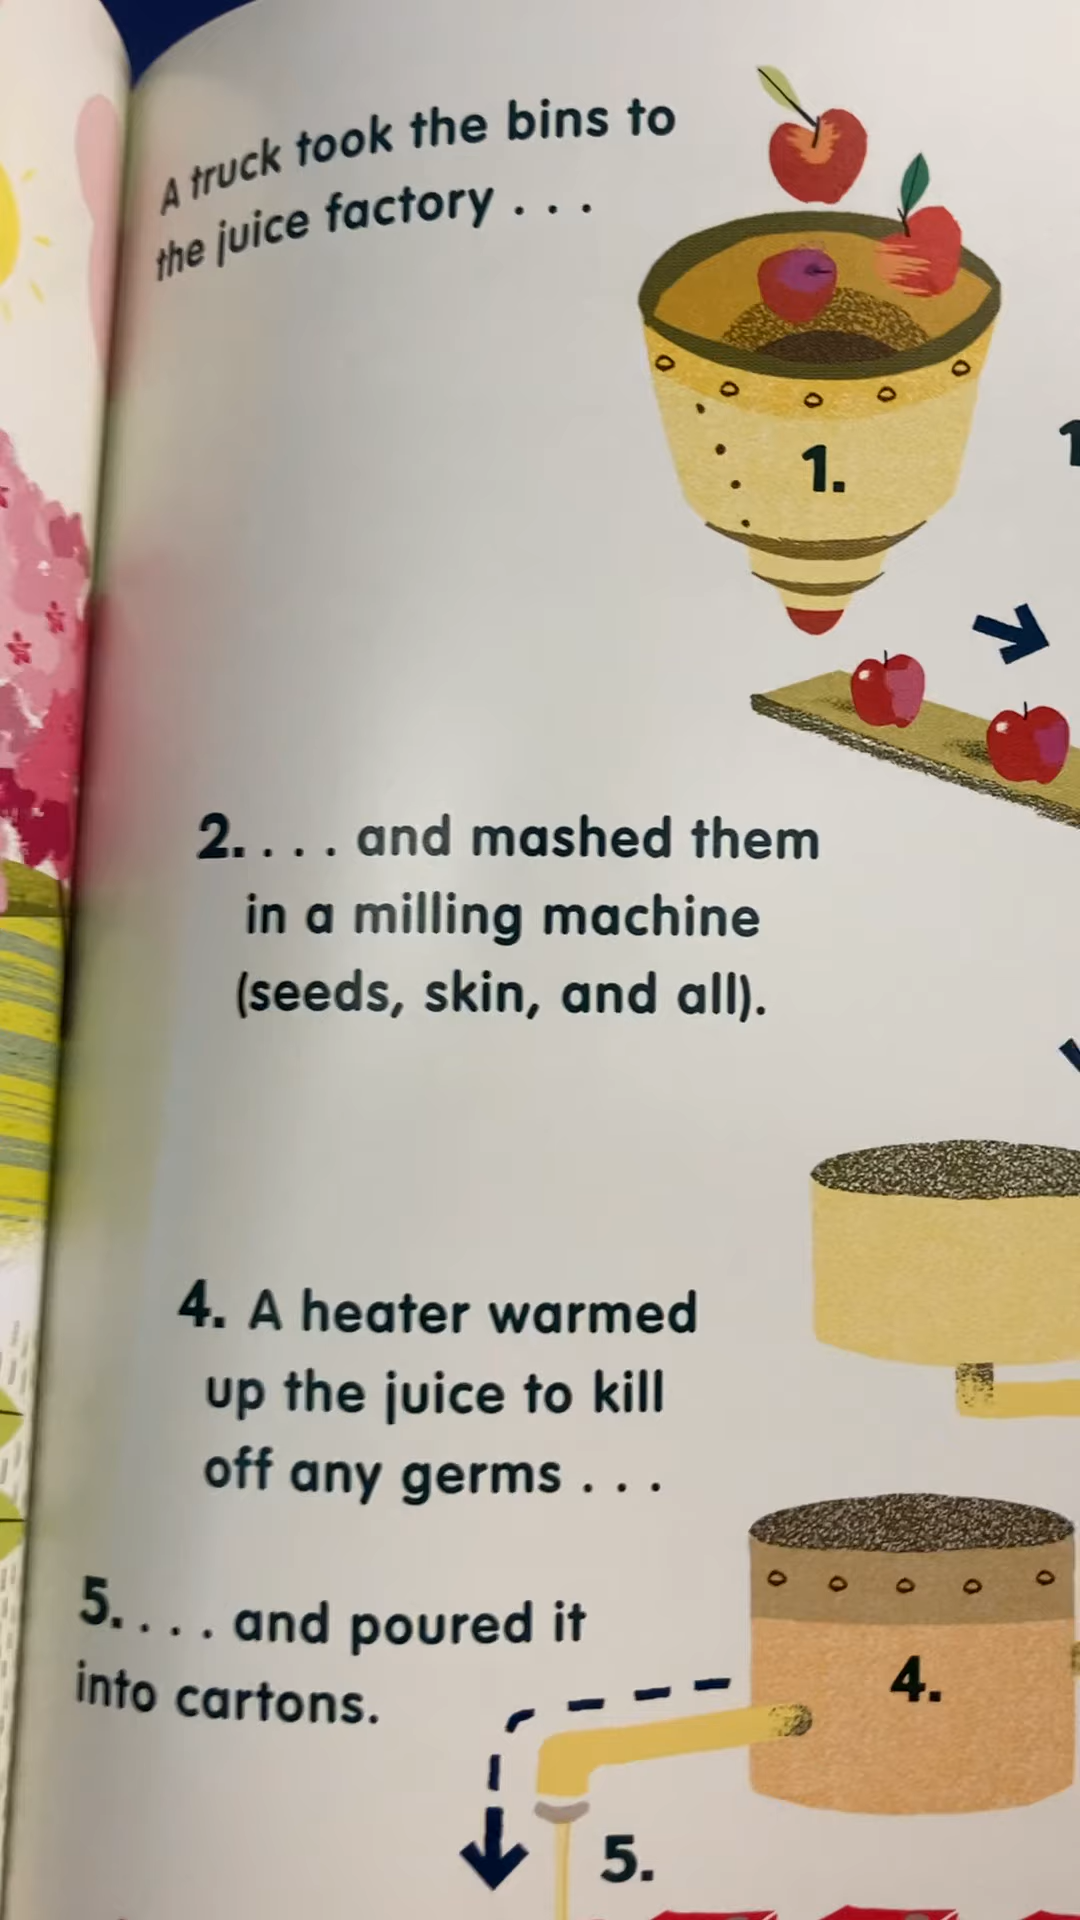 A truck took the bins to
the juice factory . . .
1.
2. . . . and mashed them
in a milling machine
(seeds, skin, and all).
4. A heater warmed
up the juice to kill
off any germs . . .
4.
5. . . . and poured it
into cartons.
5.